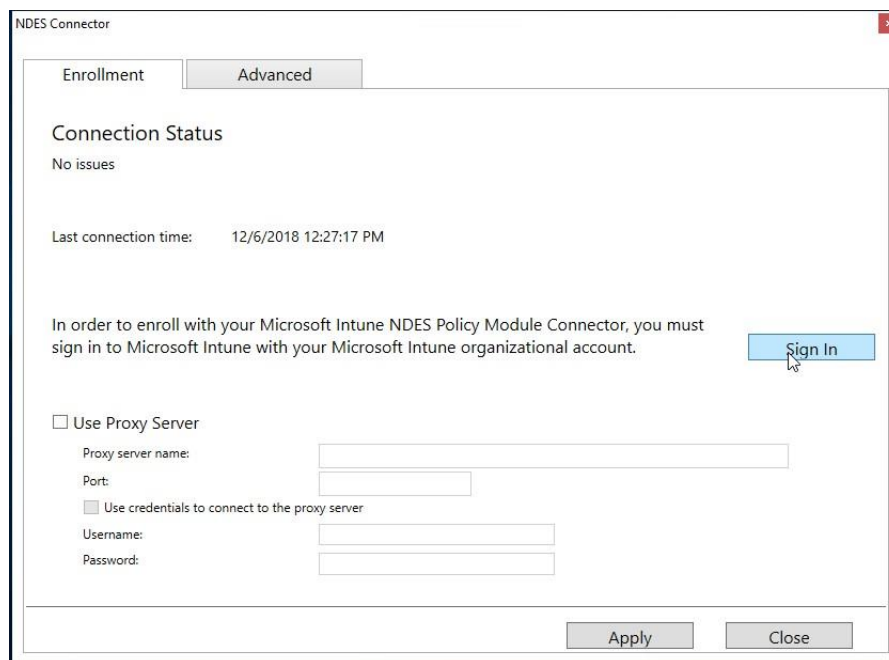 NDES Connector
Enrollment
Advanced
Connection Status
No issues
Last connection time: 12/6/2018 12:27:17 PM
In order to enroll with your Microsoft Intune NDES Policy Module Connector, you must
sign in to Microsoft Intune with your Microsoft Intune organizational account.
Sign In
Use Proxy Server
Proxy server name:
Port:
Use credentials to connect to the proxy server
Username:
Password:
Apply
Close